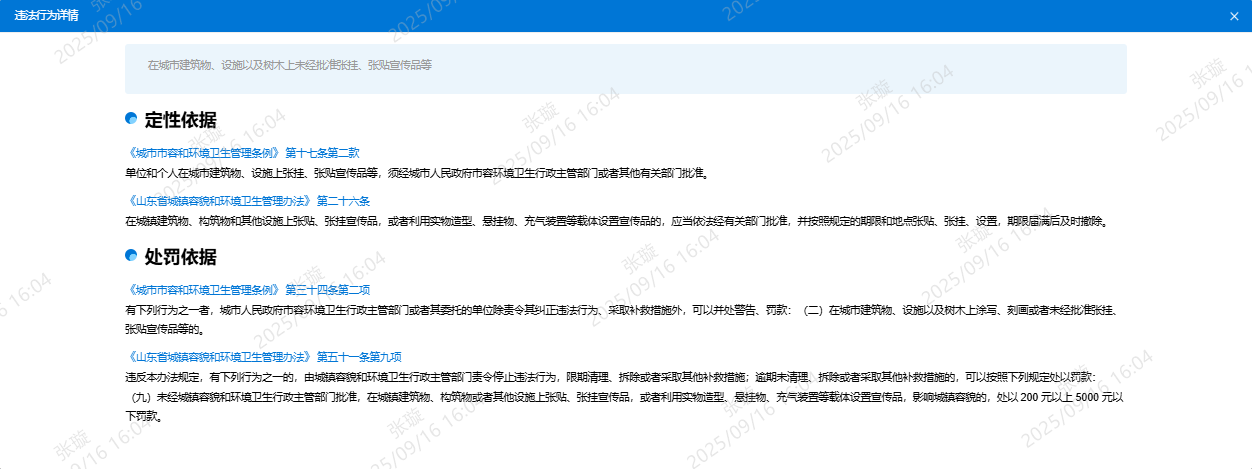 违法行为详情
在城市建筑物、设施以及树木上未经批准张挂、张贴宣传品等
定性依据
《城市市容和环境卫生管理条例》 第十七条第二款
单位和个人在城市建筑物、设施上张挂、张贴宣传品等，须经城市人民政府市容环境卫生行政主管部门或者其他有关部门批准。
《山东省城镇容貌和环境卫生管理办法》 第二十六条
在城镇建筑物、构筑物和其他设施上张贴、张挂宣传品，或者利用实物造型、悬挂物、充气装置等载体设置宣传品的，应当依法经有关部门批准，并按照规定的期限和地点张贴、张挂、设置，期限届满后及时撤除。
处罚依据
《城市市容和环境卫生管理条例》 第三十四条第二项
有下列行为之一者，城市人民政府市容环境卫生行政主管部门或者其委托的单位除责令其纠正违法行为、采取补救措施外，可以并处警告、罚款：（二）在城市建筑物、设施以及树木上涂写、刻画或者未经批准张挂、
张贴宣传品等的。
《山东省城镇容貌和环境卫生管理办法》 第五十一条第九项
违反本办法规定，有下列行为之一的，由城镇容貌和环境卫生行政主管部门责令停止违法行为，限期清理、拆除或者采取其他补救措施；逾期未清理、拆除或者采取其他补救措施的，可以按照下列规定处以罚款：
（九）未经城镇容貌和环境卫生行政主管部门批准，在城镇建筑物、构筑物或者其他设施上张贴、张挂宣传品，或者利用实物造型、悬挂物、充气装置等载体设置宣传品，影响城镇容貌的，处以 200 元以上 5000 元以
下罚款。
张璇
2025/09/16 16:04